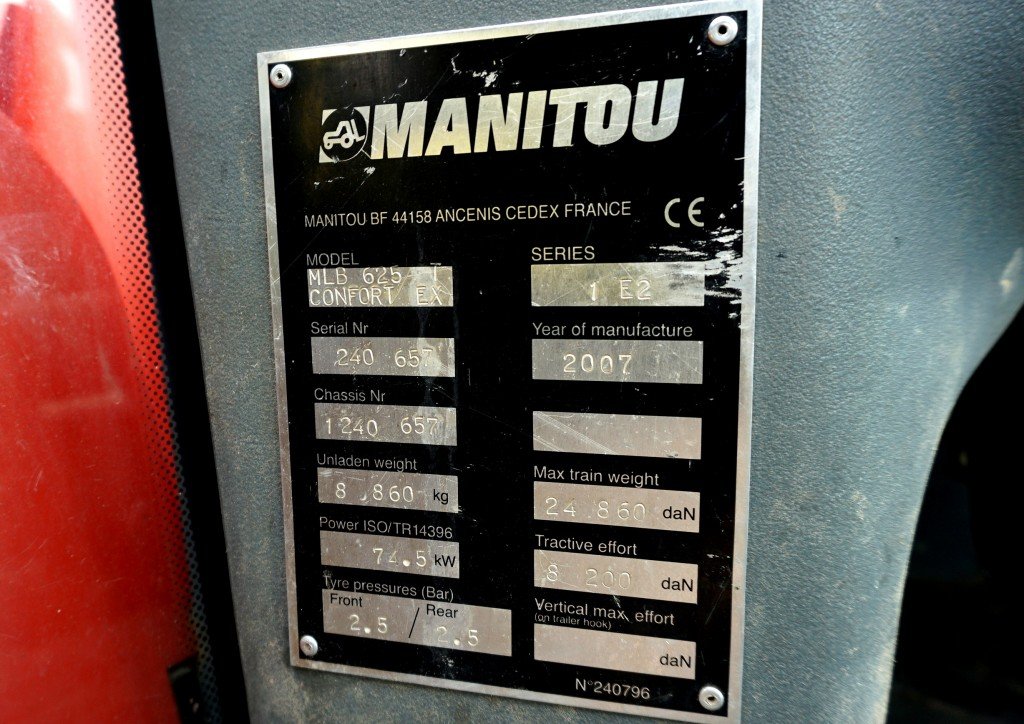 MANITOU
MANITOU BF 44158 ANCENIS CEDEX FRANCE CE
MODEL
MLB 625 T
CONFORT EX
SERIES
1 E2
Serial Nr
240 657
Year of manufacture
2007
Chassis Nr
1240 657
Unladen weight
8 .860 kg
Max train weight
24.860 daN
Power ISO/TR14396
74.5 kW
Tractive effort
8 200 daN
Tyre pressures (Bar)
Front / Rear
2.5 2.5
Vertical max, effort
(on trailer hook)
daN
N°240796